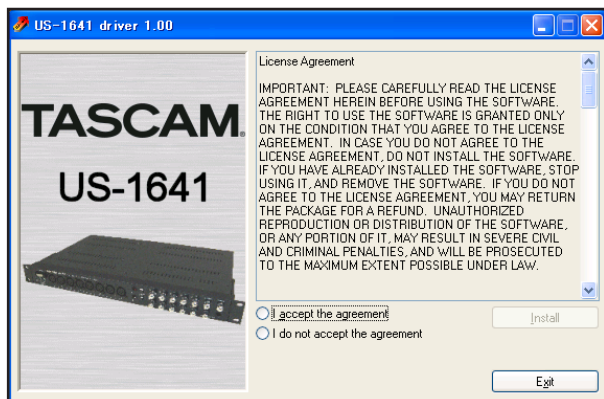 US-1641 driver 1.00
TASCAM
US-1641
License Agreement
IMPORTANT: PLEASE CAREFULLY READ THE LICENSE
AGREEMENT HEREIN BEFORE USING THE SOFTWARE.
THE RIGHT TO USE THE SOFTWARE IS GRANTED ONLY
ON THE CONDITION THAT YOU AGREE TO THE LICENSE
AGREEMENT. IN CASE YOU DO NOT AGREE TO THE
LICENSE AGREEMENT, DO NOT INSTALL THE SOFTWARE.
IF YOU HAVE ALREADY INSTALLED THE SOFTWARE, STOP
USING IT, AND REMOVE THE SOFTWARE. IF YOU DO NOT
AGREE TO THE LICENSE AGREEMENT, YOU MAY RETURN
THE PACKAGE FOR A REFUND. UNAUTHORIZED
REPRODUCTION OR DISTRIBUTION OF THE SOFTWARE,
OR ANY PORTION OF IT, MAY RESULT IN SEVERE CIVIL
AND CRIMINAL PENALTIES, AND WILL BE PROSECUTED
TO THE MAXIMUM EXTENT POSSIBLE UNDER LAW.
I accept the agreement
I do not accept the agreement
Install
Exit